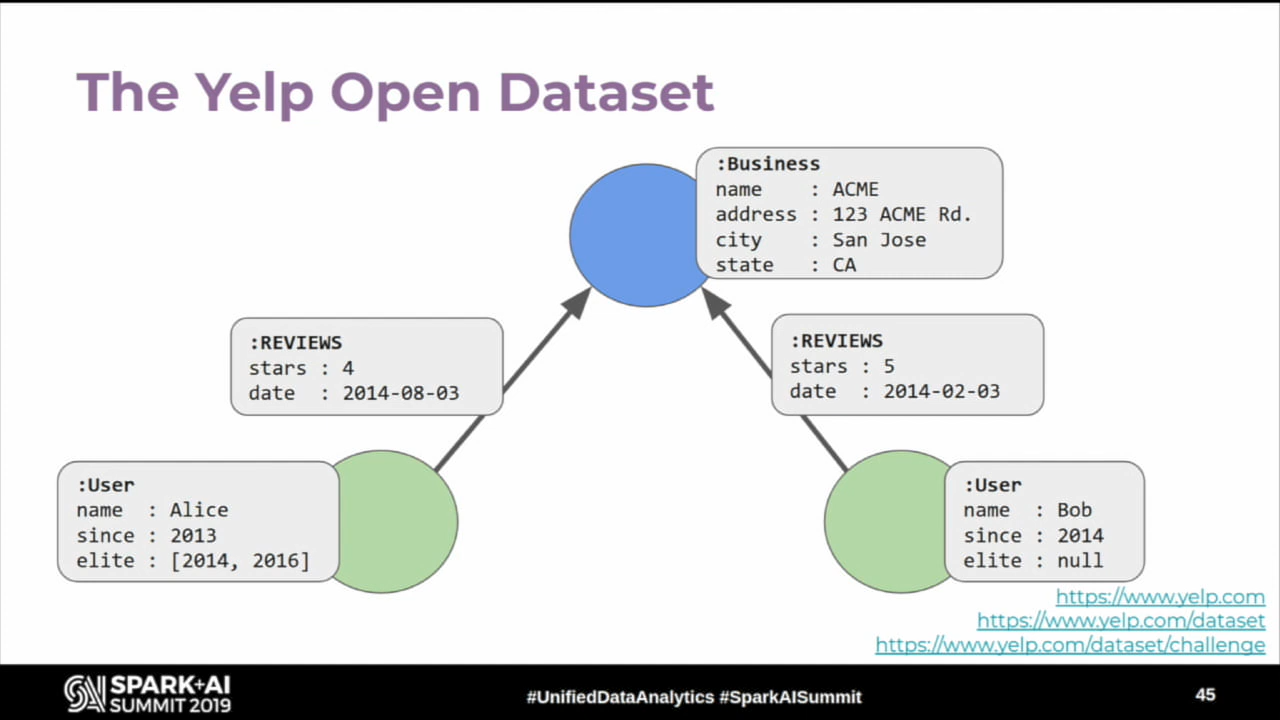 The Yelp Open Dataset
:Business
name : ACME
address : 123 ACME Rd.
city : San Jose
state : CA
:REVIEWS
stars : 4
date : 2014-08-03
:REVIEWS
stars : 5
date : 2014-02-03
:User
name : Alice
since : 2013
elite : [2014, 2016]
:User
name : Bob
since : 2014
elite : null
https://www.yelp.com
https://www.yelp.com/dataset
https://www.yelp.com/dataset/challenge
SPARK+AI
SUMMIT 2019
#UnifiedDataAnalytics #SparkAISummit
45